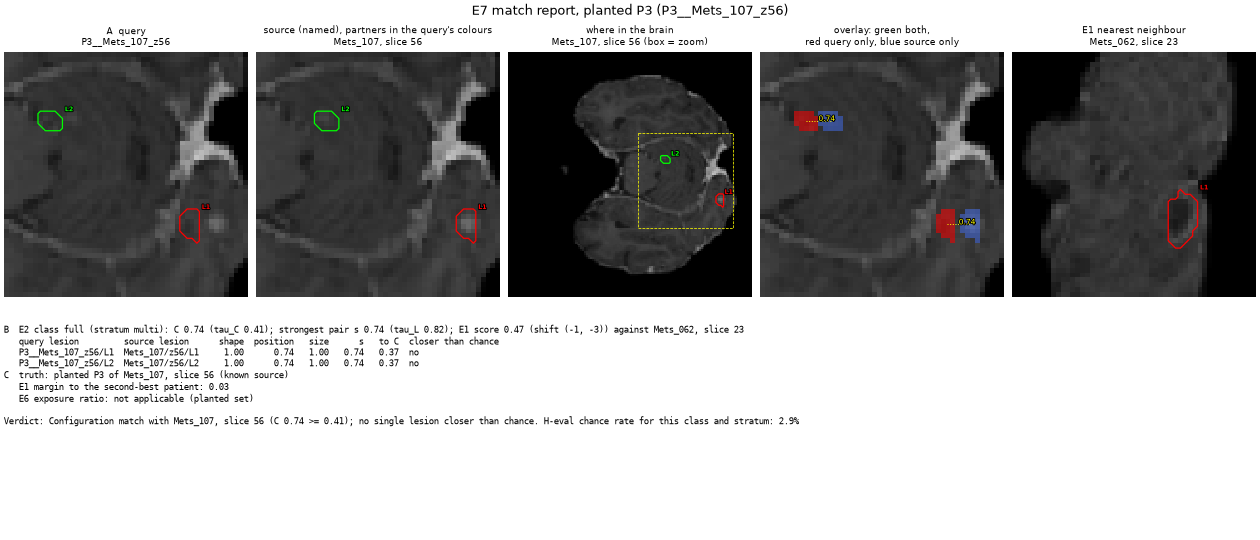 E7 match report, planted P3 (P3__Mets_107_z56)
A query
P3__Mets_107_z56
source (named), partners in the query's colours
Mets_107, slice 56
where in the brain
Mets_107, slice 56 (box = zoom)
overlay: green both,
red query only, blue source only
E1 nearest neighbour
Mets_062, slice 23
L2
L1
L2
L1
L2
L1
0.74
0.74
L1
B E2 class full (stratum multi): C 0.74 (tau_C 0.41); strongest pair s 0.74 (tau_L 0.82); E1 score 0.47 (shift (-1, -3)) against Mets_062, slice 23
query lesion source lesion shape position size s to C closer than chance
P3__Mets_107_z56/L1 Mets_107/z56/L1 1.00 0.74 1.00 0.74 0.37 no
P3__Mets_107_z56/L2 Mets_107/z56/L2 1.00 0.74 1.00 0.74 0.37 no
C truth: planted P3 of Mets_107, slice 56 (known source)
E1 margin to the second-best patient: 0.03
E6 exposure ratio: not applicable (planted set)
Verdict: Configuration match with Mets_107, slice 56 (C 0.74 >= 0.41); no single lesion closer than chance. H-eval chance rate for this class and stratum: 2.9%